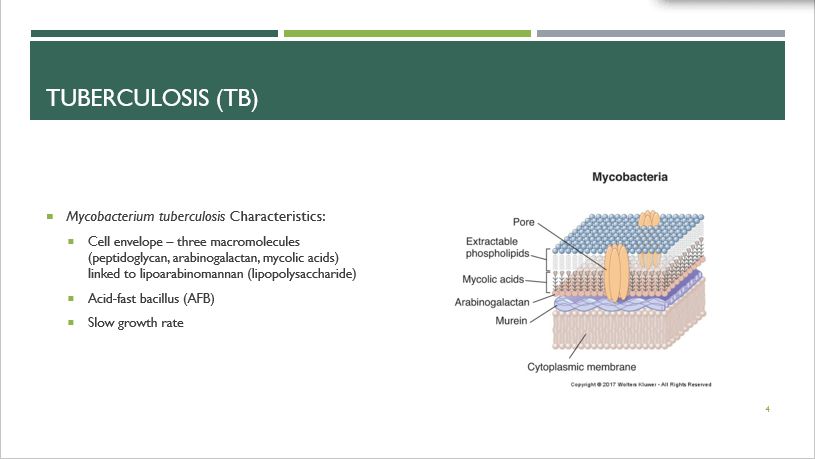 TUBERCULOSIS (TB)
Mycobacterium tuberculosis Characteristics:
Cell envelope – three macromolecules
(peptidoglycan, arabinogalactan, mycolic acids)
linked to lipoarabinomannan (lipopolysaccharide)
Acid-fast bacillus (AFB)
Slow growth rate
Mycobacteria
Pore
Extractable
phospholipids
Mycolic acids
Arabinogalactan
Murein
Cytoplasmic membrane
Copyright © 2017 Wolters Kluwer - All Rights Reserved
4